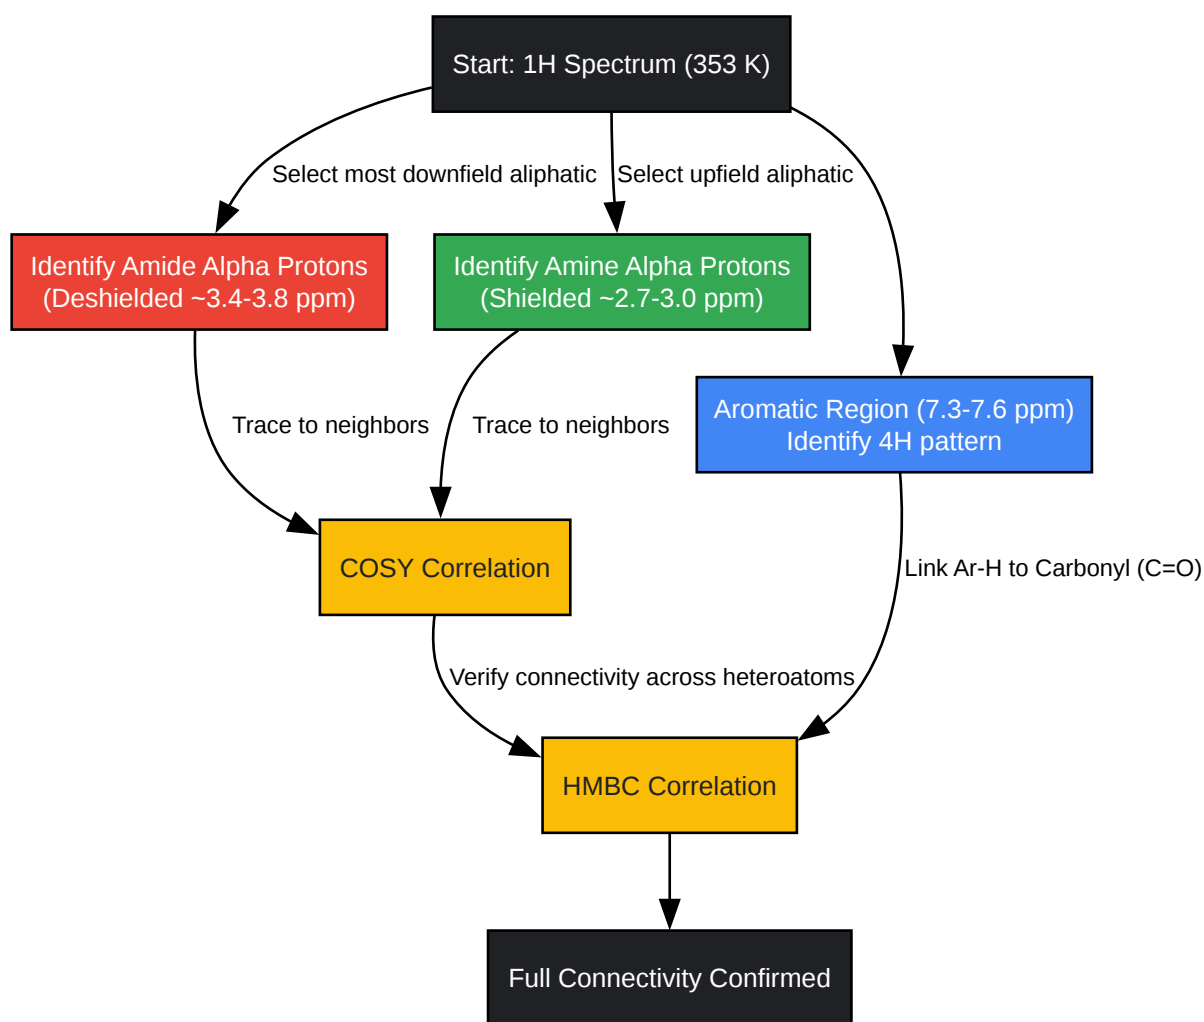 Start: 1H Spectrum (353 K)
Select most downfield aliphatic
Select upfield aliphatic
Identify Amide Alpha Protons
(Deshielded ~3.4-3.8 ppm)
Identify Amine Alpha Protons
(Shielded ~2.7-3.0 ppm)
Aromatic Region (7.3-7.6 ppm)
Identify 4H pattern
Trace to neighbors
Trace to neighbors
COSY Correlation
Link Ar-H to Carbonyl (C=O)
Verify connectivity across heteroatoms
HMBC Correlation
Full Connectivity Confirmed